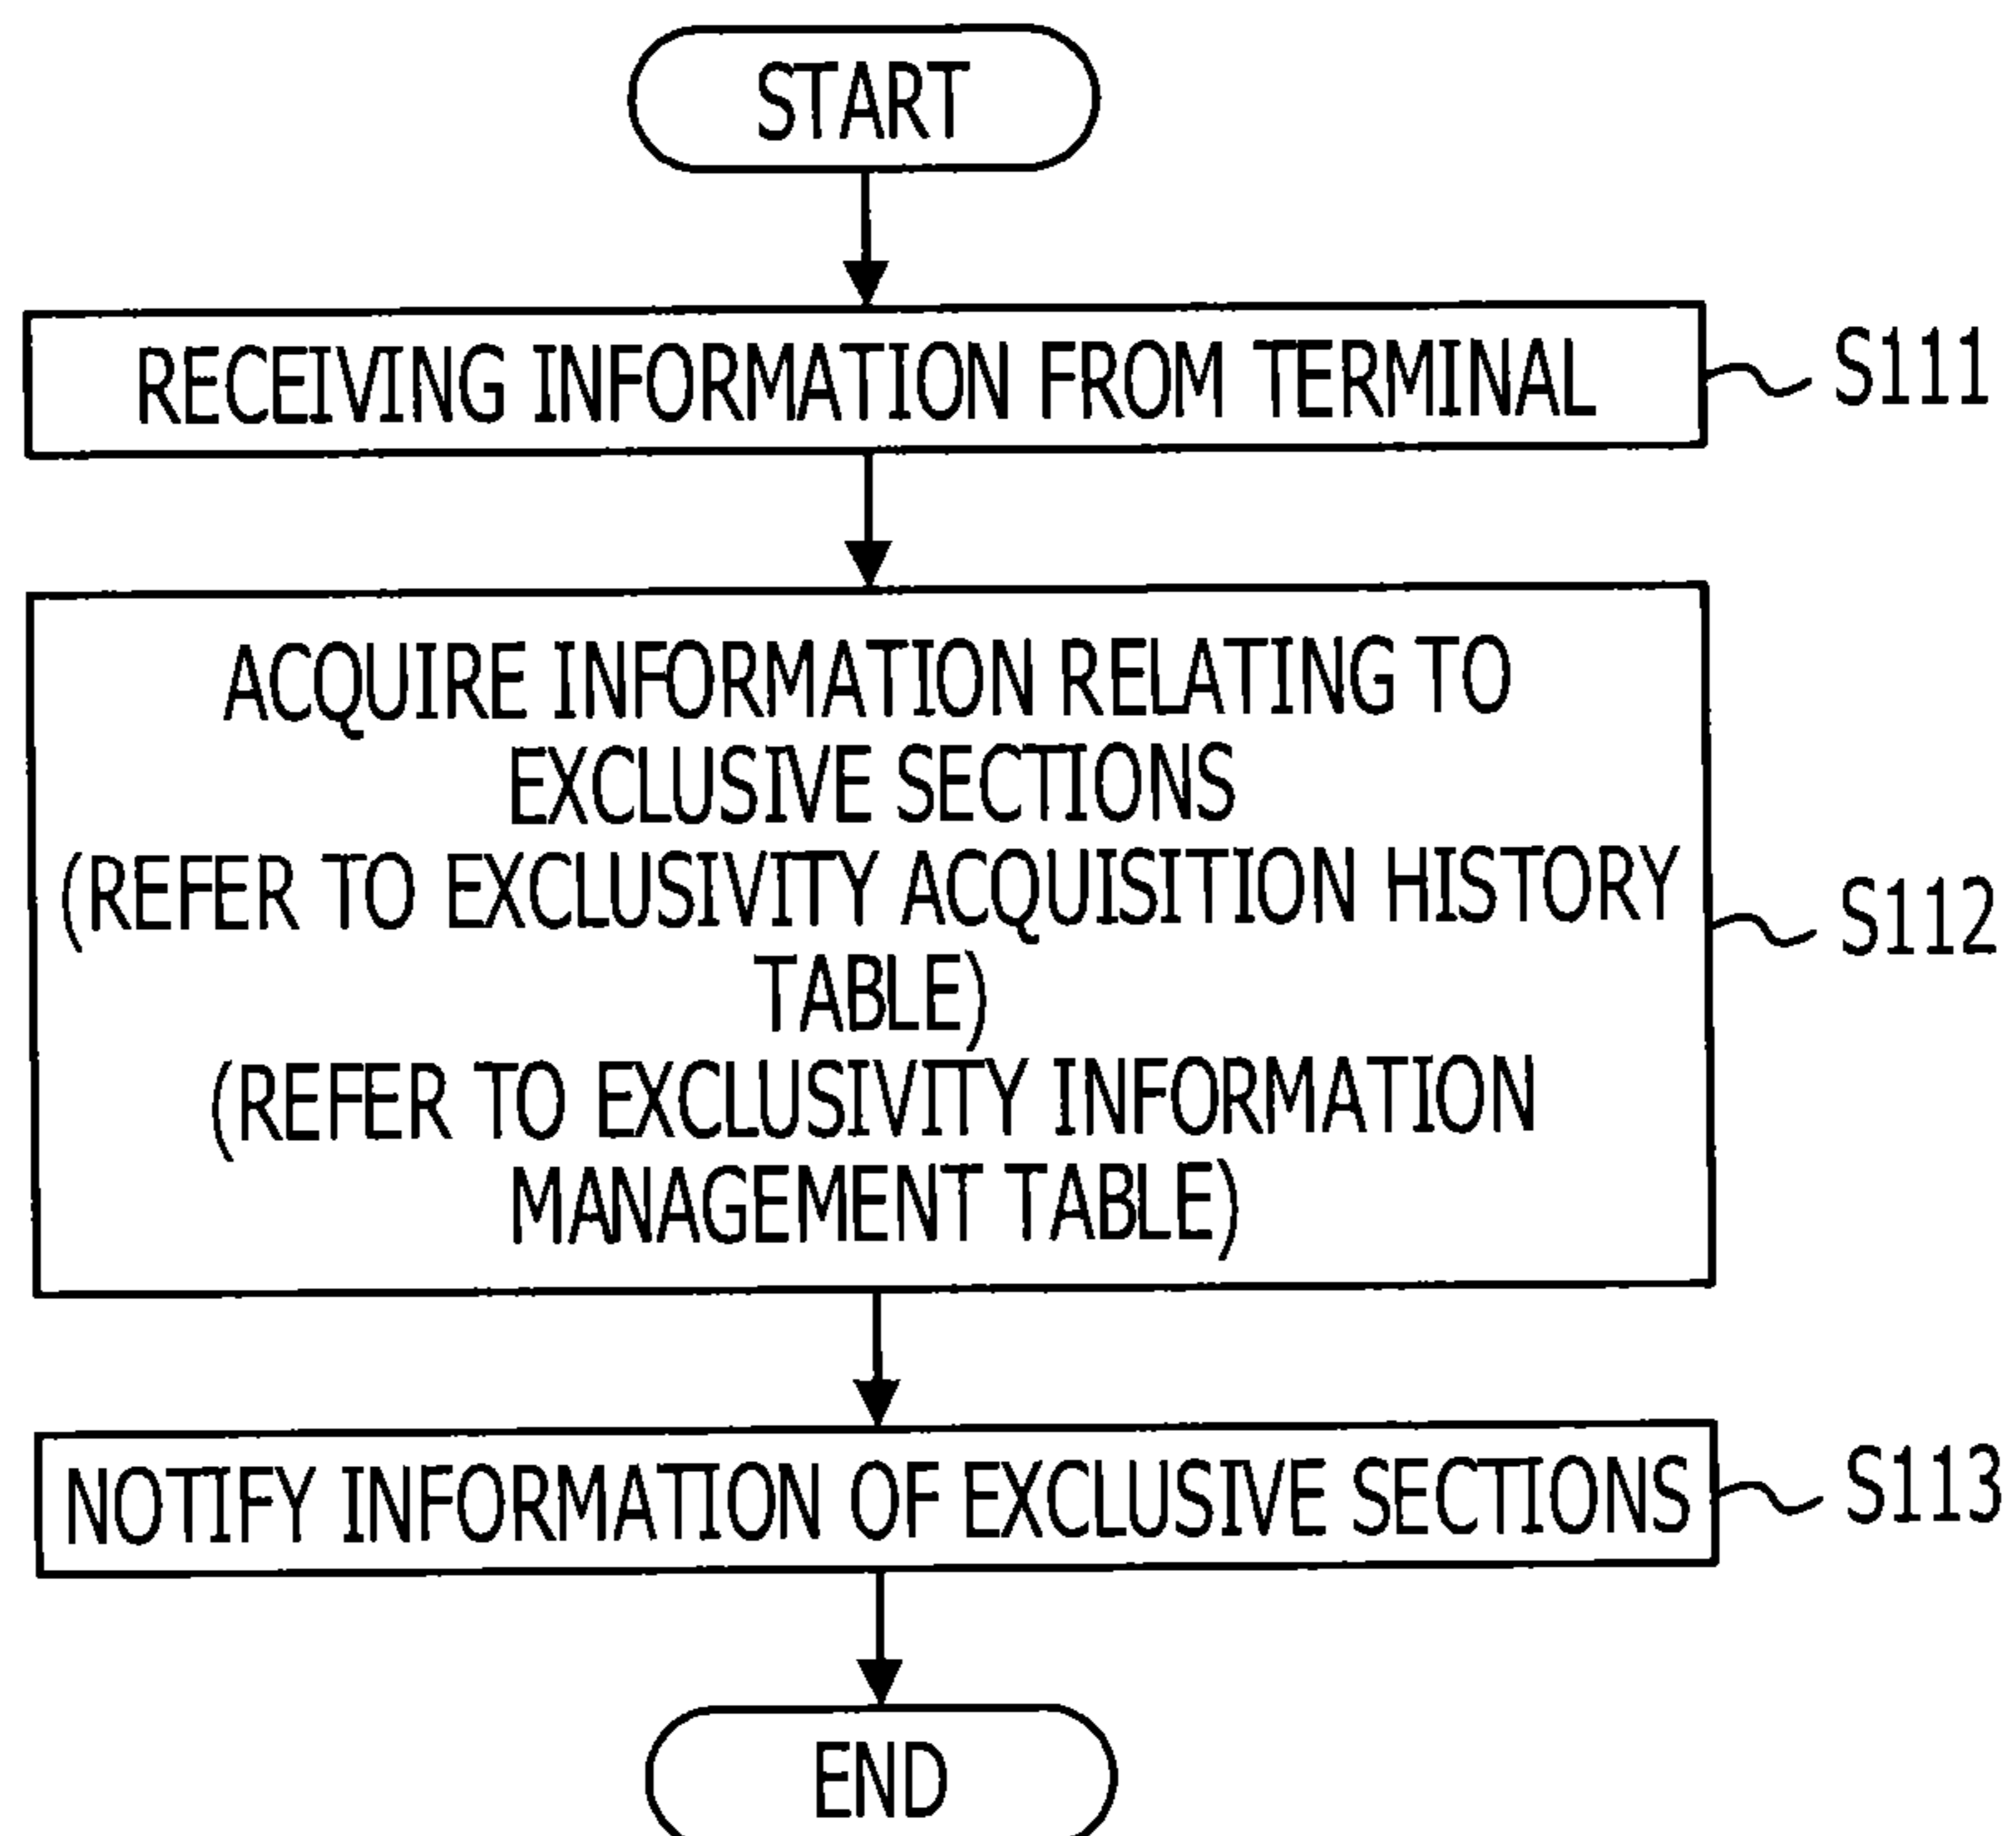 START
RECEIVING INFORMATION FROM TERMINAL
S111
ACQUIRE INFORMATION RELATING TO
EXCLUSIVE SECTIONS
(REFER TO EXCLUSIVITY ACQUISITION HISTORY
TABLE)
(REFER TO EXCLUSIVITY INFORMATION
MANAGEMENT TABLE)
S112
NOTIFY INFORMATION OF EXCLUSIVE SECTIONS
S113
END